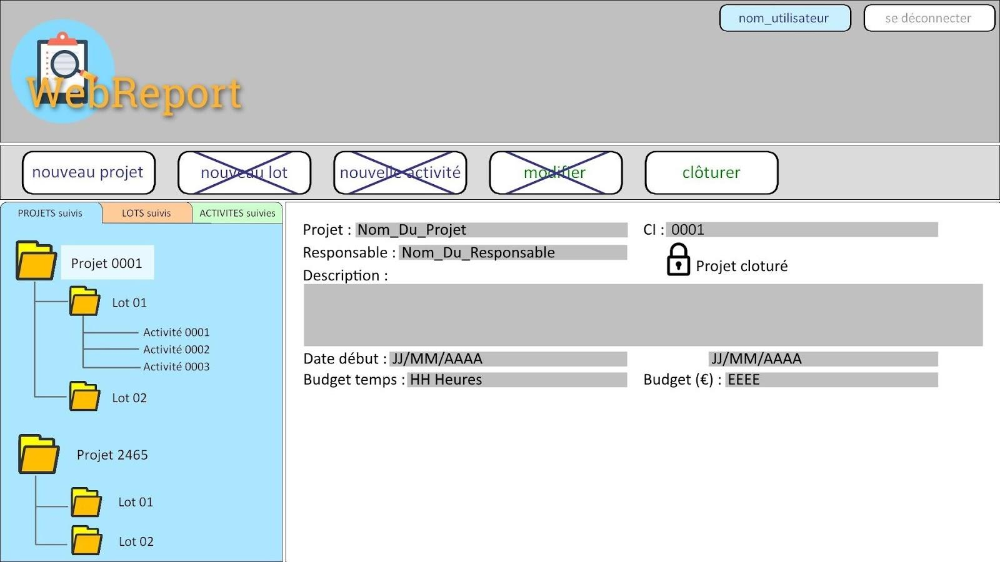 nom_utilisateur
se déconnecter
WebReport
nouveau projet
nouveau lot
nouvelle activité
modifier
clôturer
PROJETS suivis
LOTS suivis
ACTIVITES suivies
Projet 0001
Lot 01
Activité 0001
Activité 0002
Activité 0003
Lot 02
Projet 2465
Lot 01
Lot 02
Projet : Nom_Du_Projet
CI : 0001
Responsable : Nom_Du_Responsable
Projet cloturé
Description :
Date début : JJ/MM/AAAA
JJ/MM/AAAA
Budget temps : HH Heures
Budget (€) : EEEE